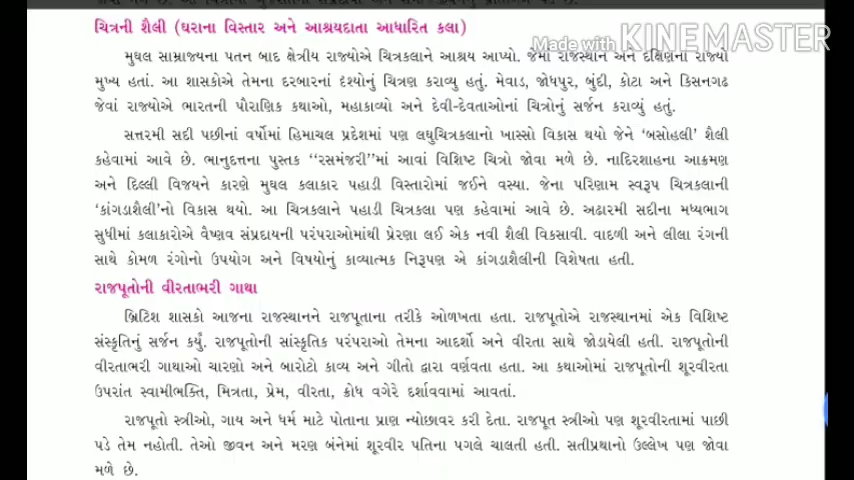 ચિત્રની શૈલી (ઘરાના વિસ્તાર અને આશ્રયદાતા આધારિત કલા)
Made with KINEMASTER
મુઘલ સામ્રાજ્યના પતન બાદ ક્ષેત્રીય રાજ્યોએ ચિત્રકલાને આશ્રય આપ્યો. જેમાં રાજસ્થાન અને દક્ષિણનાં રાજ્યો
મુખ્ય હતાં. આ શાસકોએ તેમના દરબારનાં દૃશ્યોનું ચિત્રણ કરાવ્યુ હતું. મેવાડ, જોધપુર, બુંદી, કોટા અને કિસનગઢ
જેવાં રાજ્યોએ ભારતની પૌરાણિક કથાઓ, મહાકાવ્યો અને દેવી-દેવતાઓનાં ચિત્રોનું સર્જન કરાવ્યું હતું.
સત્તરમી સદી પછીનાં વર્ષોમાં હિમાચલ પ્રદેશમાં પણ લઘુચિત્રકલાનો ખાસ્સો વિકાસ થયો જેને 'બસોહલી' શૈલી
કહેવામાં આવે છે. ભાનુદત્તના પુસ્તક ''રસમંજરી''માં આવાં વિશિષ્ટ ચિત્રો જોવા મળે છે. નાદિરશાહના આક્રમણ
અને દિલ્લી વિજયને કારણે મુઘલ કલાકાર પહાડી વિસ્તારોમાં જઈને વસ્યા. જેના પરિણામ સ્વરૂપ ચિત્રકલાની
'કાંગડાશૈલી'નો વિકાસ થયો. આ ચિત્રકલાને પહાડી ચિત્રકલા પણ કહેવામાં આવે છે. અઢારમી સદીના મધ્યભાગ
સુધીમાં કલાકારોએ વૈષ્ણવ સંપ્રદાયની પરંપરાઓમાંથી પ્રેરણા લઈ એક નવી શૈલી વિકસાવી. વાદળી અને લીલા રંગની
સાથે કોમળ રંગોનો ઉપયોગ અને વિષયોનું કાવ્યાત્મક નિરૂપણ એ કાંગડાશૈલીની વિશેષતા હતી.
રાજપૂતોની વીરતાભરી ગાથા
બ્રિટિશ શાસકો આજના રાજસ્થાનને રાજપૂતાના તરીકે ઓળખતા હતા. રાજપૂતોએ રાજસ્થાનમાં એક વિશિષ્ટ
સંસ્કૃતિનું સર્જન કર્યું. રાજપૂતોની સાંસ્કૃતિક પરંપરાઓ તેમના આદર્શો અને વીરતા સાથે જોડાયેલી હતી. રાજપૂતોની
વીરતાભરી ગાથાઓ ચારણો અને બારોટો કાવ્ય અને ગીતો દ્વારા વર્ણવતા હતા. આ કથાઓમાં રાજપૂતોની શૂરવીરતા
ઉપરાંત સ્વામીભક્તિ, મિત્રતા, પ્રેમ, વીરતા, ક્રોધ વગેરે દર્શાવવામાં આવતાં.
રાજપૂતો સ્ત્રીઓ, ગાય અને ધર્મ માટે પોતાના પ્રાણ ન્યોછાવર કરી દેતા. રાજપૂત સ્ત્રીઓ પણ શૂરવીરતામાં પાછી
પડે તેમ નહોતી. તેઓ જીવન અને મરણ બંનેમાં શૂરવીર પતિના પગલે ચાલતી હતી. સતીપ્રથાનો ઉલ્લેખ પણ જોવા
મળે છે.